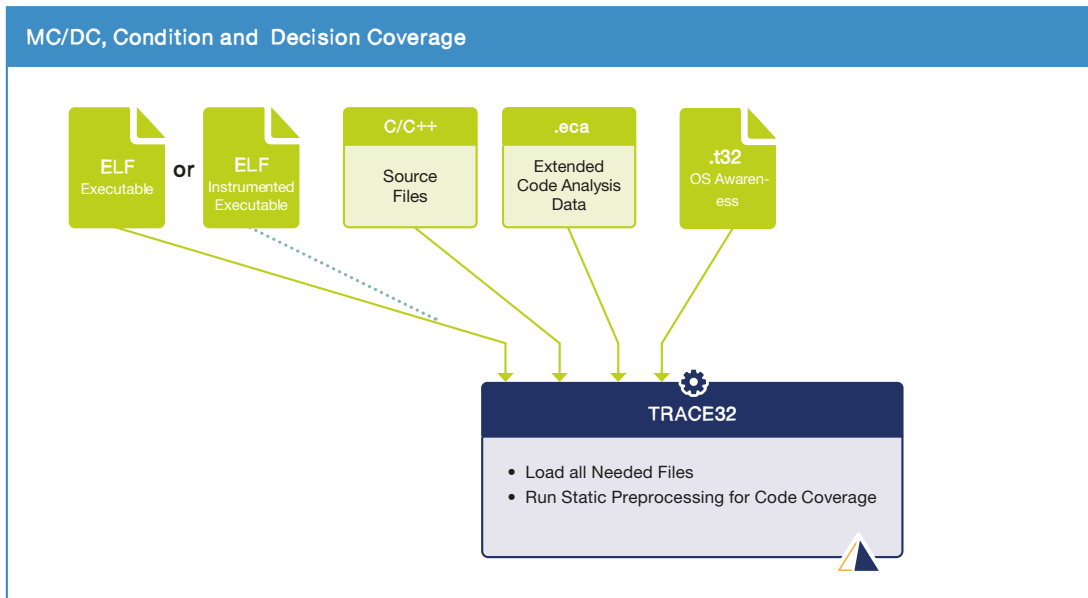 MC/DC, Condition and Decision Coverage
ELF
Executable
or
ELF
Instrumented
Executable
C/C++
Source
Files
.eca
Extended
Code Analysis
Data
.t32
OS Awaren-
ess
TRACE32
• Load all Needed Files
• Run Static Preprocessing for Code Coverage